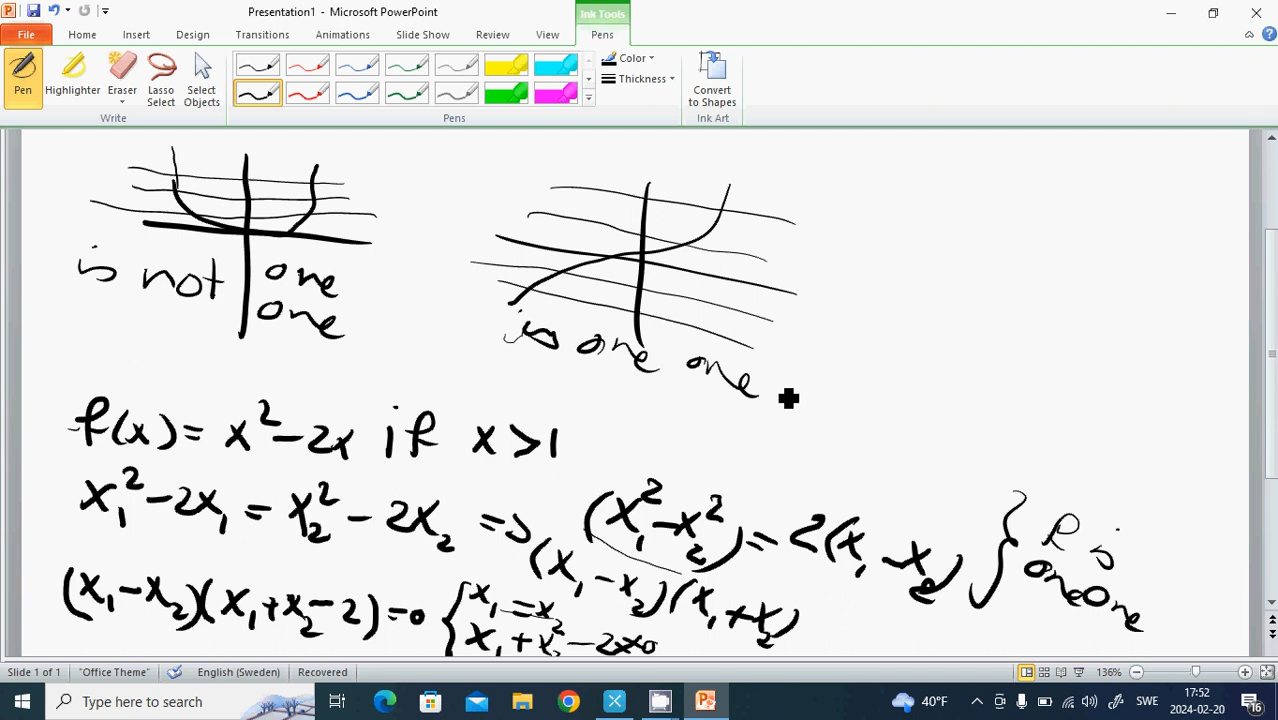 Presentation1 - Microsoft PowerPoint
Ink Tools
File Home Insert Design Transitions Animations Slide Show Review View Pens
Pen Highlighter Eraser Lasso Select Select Objects
Color
Thickness
Convert to Shapes
Write Pens Ink Art
is not one
one
is one one
f(x)= x²-2x if x>1
x₁²-2x₁ = x₂²-2x₂ => (x₁²-x₂²)=2(x₁-x₂) } f is
(x₁-x₂)(x₁+x₂) one one
(x₁-x₂)(x₁+x₂-2)=0 { x₁=x₂
x₁+x₂-2
Slide 1 of 1 "Office Theme" English (Sweden) Recovered 136%
Type here to search 40°F SWE 17:52
2024-02-20 16